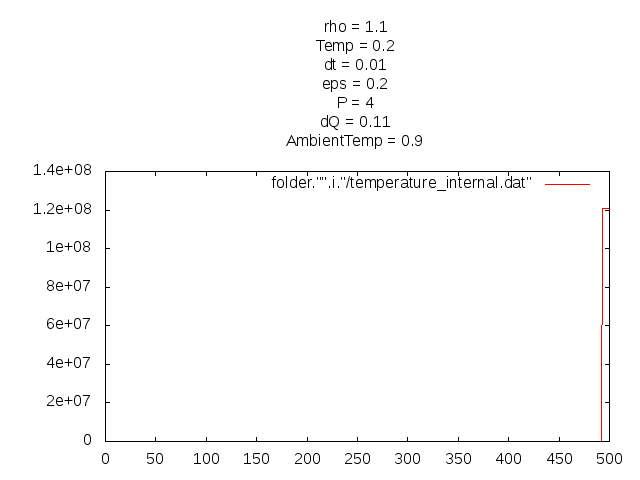 rho = 1.1
Temp = 0.2
dt = 0.01
eps = 0.2
P = 4
dQ = 0.11
AmbientTemp = 0.9
1.4e+08
folder."".i."/temperature_internal.dat"
1.2e+08
1e+08
8e+07
6e+07
4e+07
2e+07
0
0 50 100 150 200 250 300 350 400 450 500